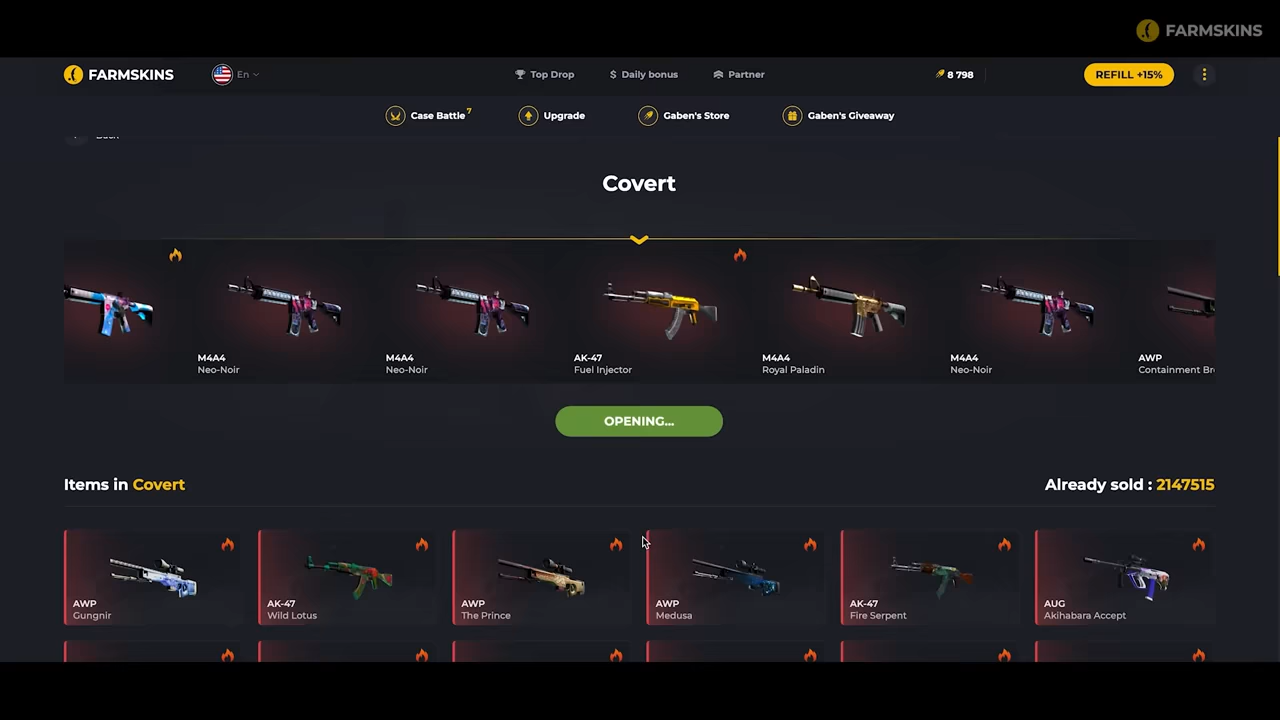 FARMSKINS
FARMSKINS En Top Drop Daily bonus Partner 8 798 REFILL +15%
Case Battle 7 Upgrade Gaben's Store Gaben's Giveaway
Covert
M4A4 M4A4 AK-47 M4A4 M4A4 AWP
Neo-Noir Neo-Noir Fuel Injector Royal Paladin Neo-Noir Containment Br
OPENING...
Items in Covert Already sold : 2147515
AWP AK-47 AWP AWP AK-47 AUG
Gungnir Wild Lotus The Prince Medusa Fire Serpent Akihabara Accept